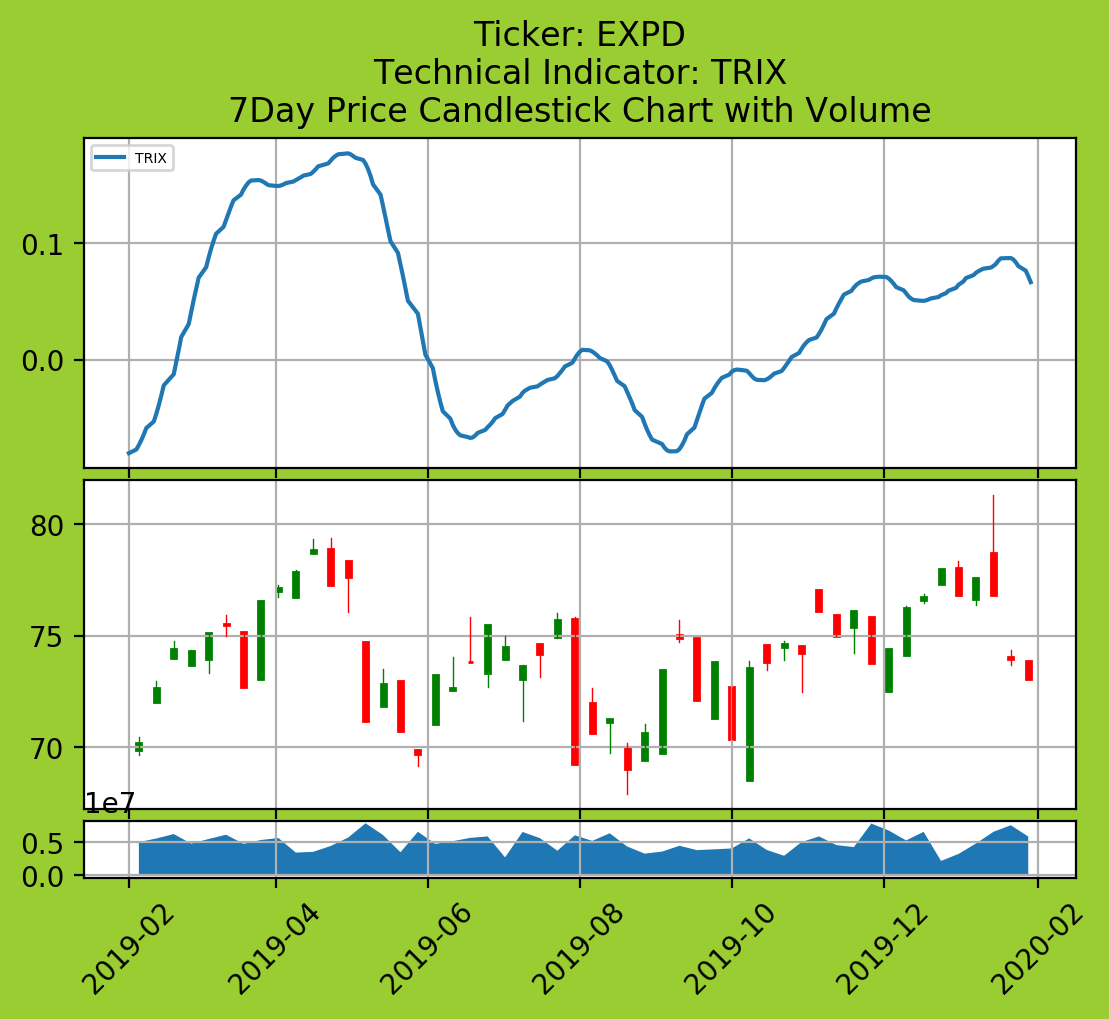 Ticker: EXPD
Technical Indicator: TRIX
7Day Price Candlestick Chart with Volume
TRIX
0.1
0.0
80
75
70
1e7
0.5
0.0
2019-02 2019-04 2019-06 2019-08 2019-10 2019-12 2020-02